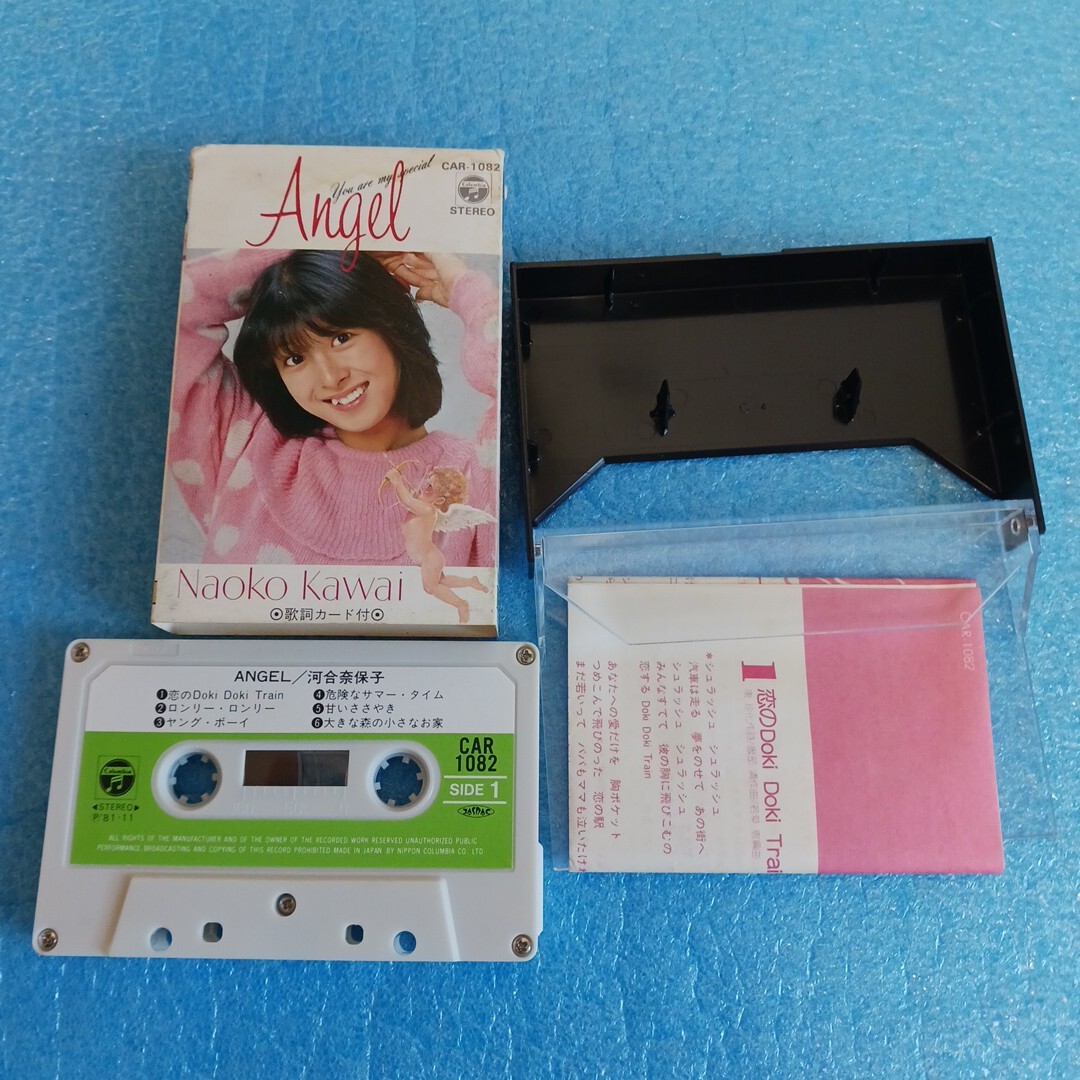 You are my special
Angel
CAR-1082
Columbia
STEREO
Naoko Kawai
⦿歌詞カード付⦿
ANGEL／河合奈保子
❶恋のDoki Doki Train
❷ロンリー・ロンリー
❸ヤング・ボーイ
❹危険なサマー・タイム
❺甘いささやき
❻大きな森の小さなお家
Columbia
◀STEREO▶
P.'81·11
CAR
1082
SIDE 1
ALL RIGHTS OF THE MANUFACTURER AND OF THE OWNER OF THE RECORDED WORK RESERVED UNAUTHORIZED PUBLIC
PERFORMANCE, BROADCASTING AND COPYING OF THIS RECORD PROHIBITED MADE IN JAPAN BY NIPPON COLUMBIA CO. LTD
CAR 1082
1 恋のDoki Doki Trai
*シュラッシュ シュラッシュ
汽車は走る 夢をのせて あの街へ
シュラッシュ シュラッシュ
みんなすてて 彼の胸に飛びこむの
恋する Doki Doki Train
あなたへの愛だけを 胸ポケット
つめこんで飛びのった 恋の駅
まだ若いって パパもママも泣いたけれ